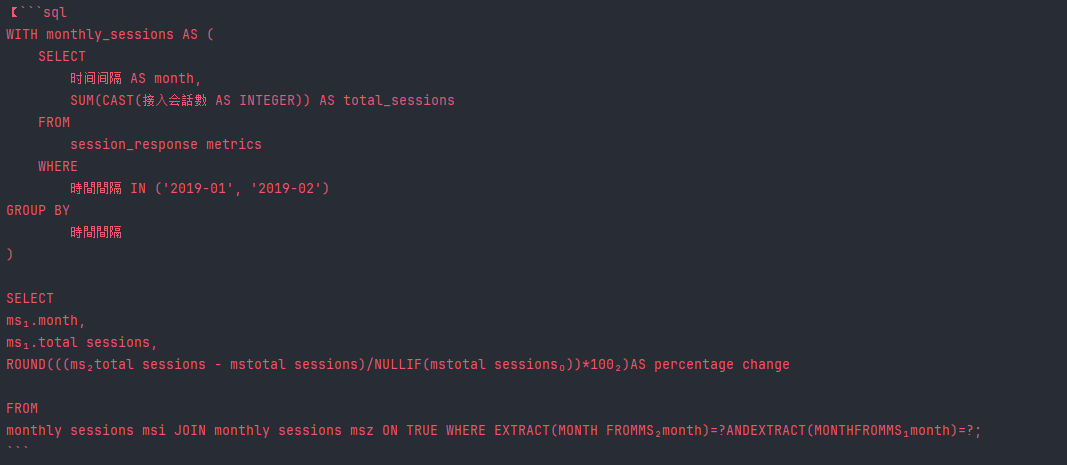 【```sql
WITH monthly_sessions AS (
    SELECT
        时间间隔 AS month,
        SUM(CAST(接入会話數 AS INTEGER)) AS total_sessions
    FROM
        session_response metrics
    WHERE
        時間間隔 IN ('2019-01', '2019-02')
GROUP BY
        時間間隔
)

SELECT
ms₁.month,
ms₁.total sessions,
ROUND(((ms₂total sessions - mstotal sessions)/NULLIF(mstotal sessions₀))*100₂)AS percentage change

FROM
monthly sessions msi JOIN monthly sessions msz ON TRUE WHERE EXTRACT(MONTH FROMMS₂month)=?ANDEXTRACT(MONTHFROMMS₁month)=?;
```